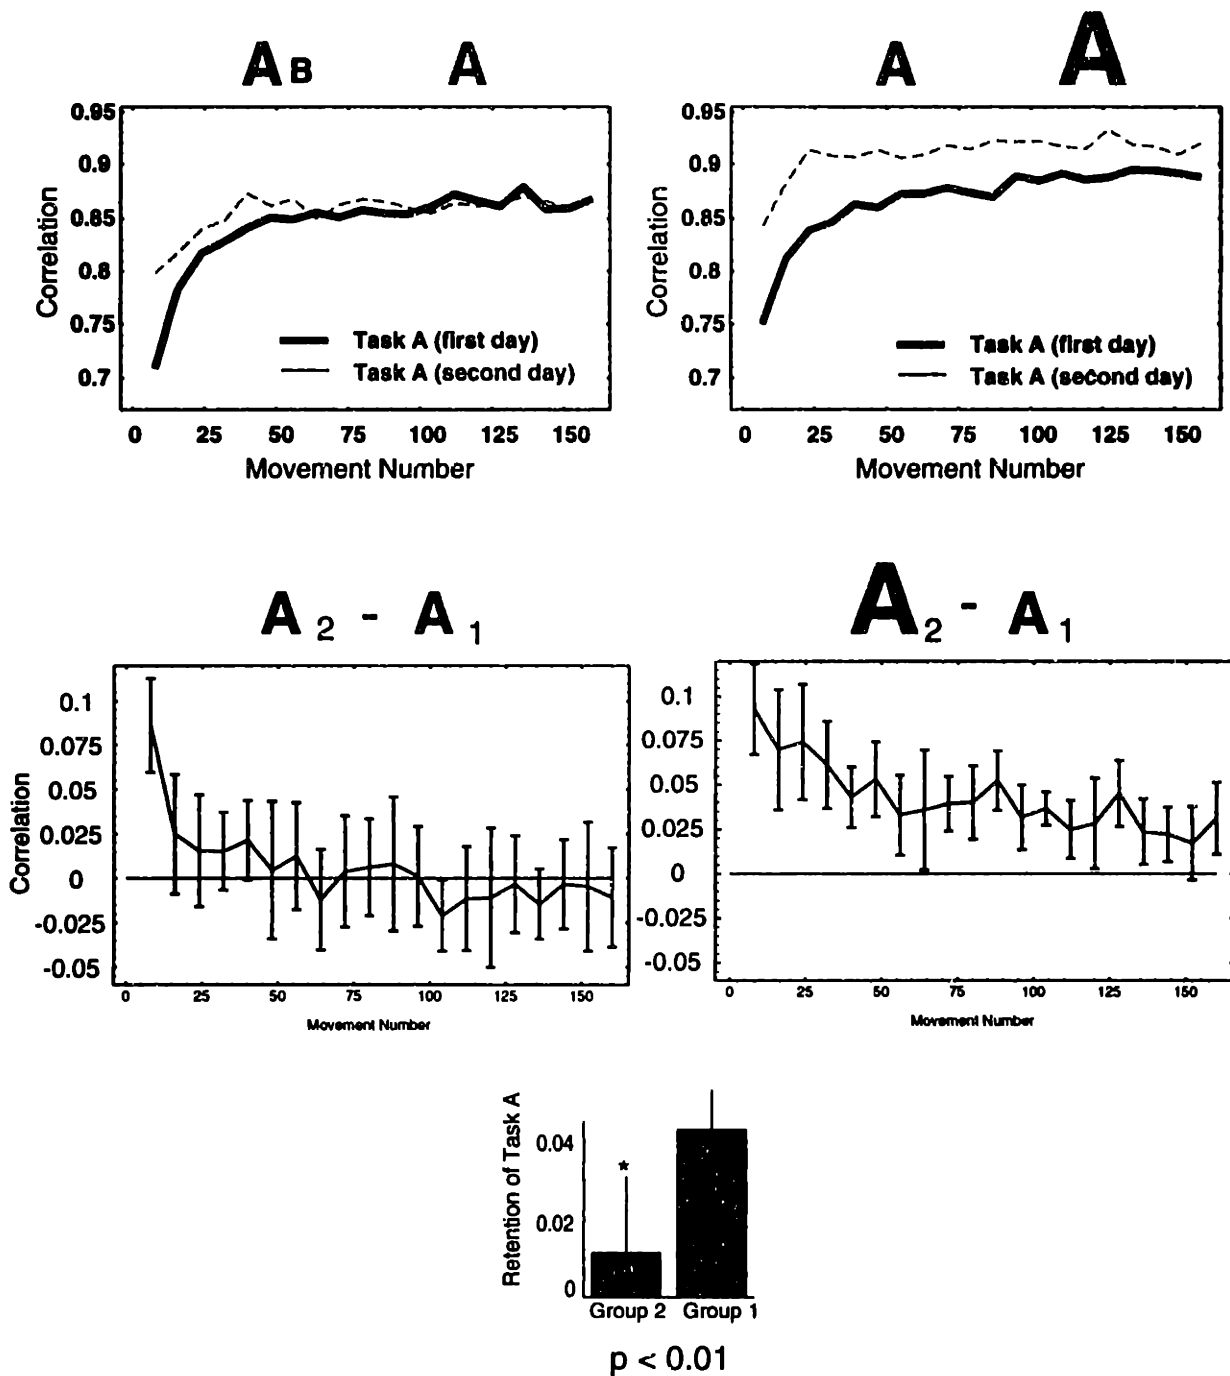 A B A
0.95
0.9
0.85
0.8
0.75
0.7
Correlation
Task A (first day)
Task A (second day)
0 25 50 75 100 125 150
Movement Number
A A
0.95
0.9
0.85
0.8
0.75
0.7
Correlation
Task A (first day)
Task A (second day)
0 25 50 75 100 125 150
Movement Number
A 2 - A 1
0.1
0.075
0.05
0.025
0
-0.025
-0.05
Correlation
0 25 50 75 100 125 150
Movement Number
A 2 - A 1
0.1
0.075
0.05
0.025
0
-0.025
-0.05
0 25 50 75 100 125 150
Movement Number
Retention of Task A
0.04
0.02
0
*
Group 2 Group 1
p < 0.01